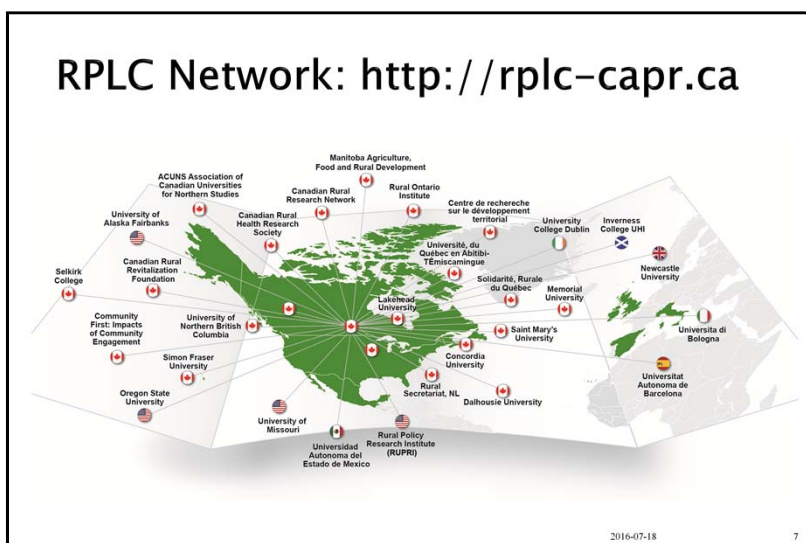 RPLC Network: http://rplc-capr.ca
Manitoba Agriculture,
Food and Rural Development
ACUNS Association of
Canadian Universities
for Northern Studies
Canadian Rural
Research Network
Rural Ontario
Institute
Centre de rechereche
sur le développement
territorial
University of
Alaska Fairbanks
Canadian Rural
Health Research
Society
University
College Dublin
Inverness
College UHI
Université, du
Québec en Abitibi-
TÉmiscamingue
Newcastle
University
Selkirk
College
Canadian Rural
Revitalization
Foundation
Solidarité, Rurale
du Québec
Memorial
University
Lakehead
University
Community
First: Impacts
of Community
Engagement
University of
Northern British
Columbia
Saint Mary's
University
Universita di
Bologna
Simon Fraser
University
Concordia
University
Universitat
Autonoma de
Barcelona
Oregon State
University
Rural
Secretariat, NL
Dalhousie University
University of
Missouri
Universidad
Autonoma del
Estado de Mexico
Rural Policy
Research Institute
(RUPRI)
2016-07-18
7